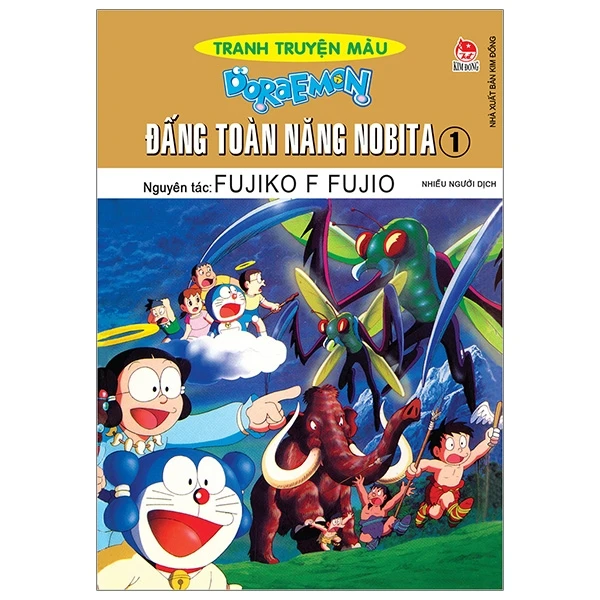 TRANH TRUYỆN MÀU
DORAEMON
ĐẤNG TOÀN NĂNG NOBITA 1
Nguyên tác: FUJIKO F FUJIO
NHIỀU NGƯỜI DỊCH
KIM ĐỒNG
NHÀ XUẤT BẢN KIM ĐỒNG